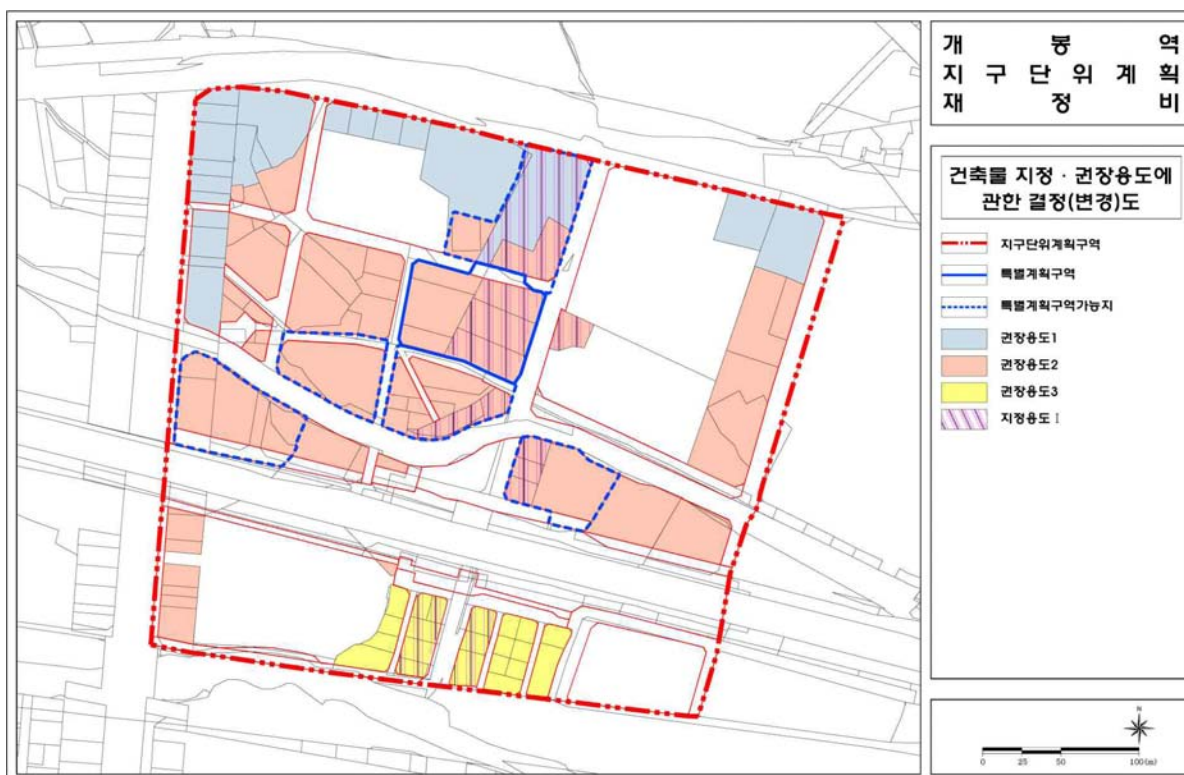 개 봉 역
지 구 단 위 계 획
재 정 비
건축물 지정 · 권장용도에
관한 결정(변경)도
지구단위계획구역
특별계획구역
특별계획구역가능지
권장용도1
권장용도2
권장용도3
지정용도 I
N
0 25 50 100(m)